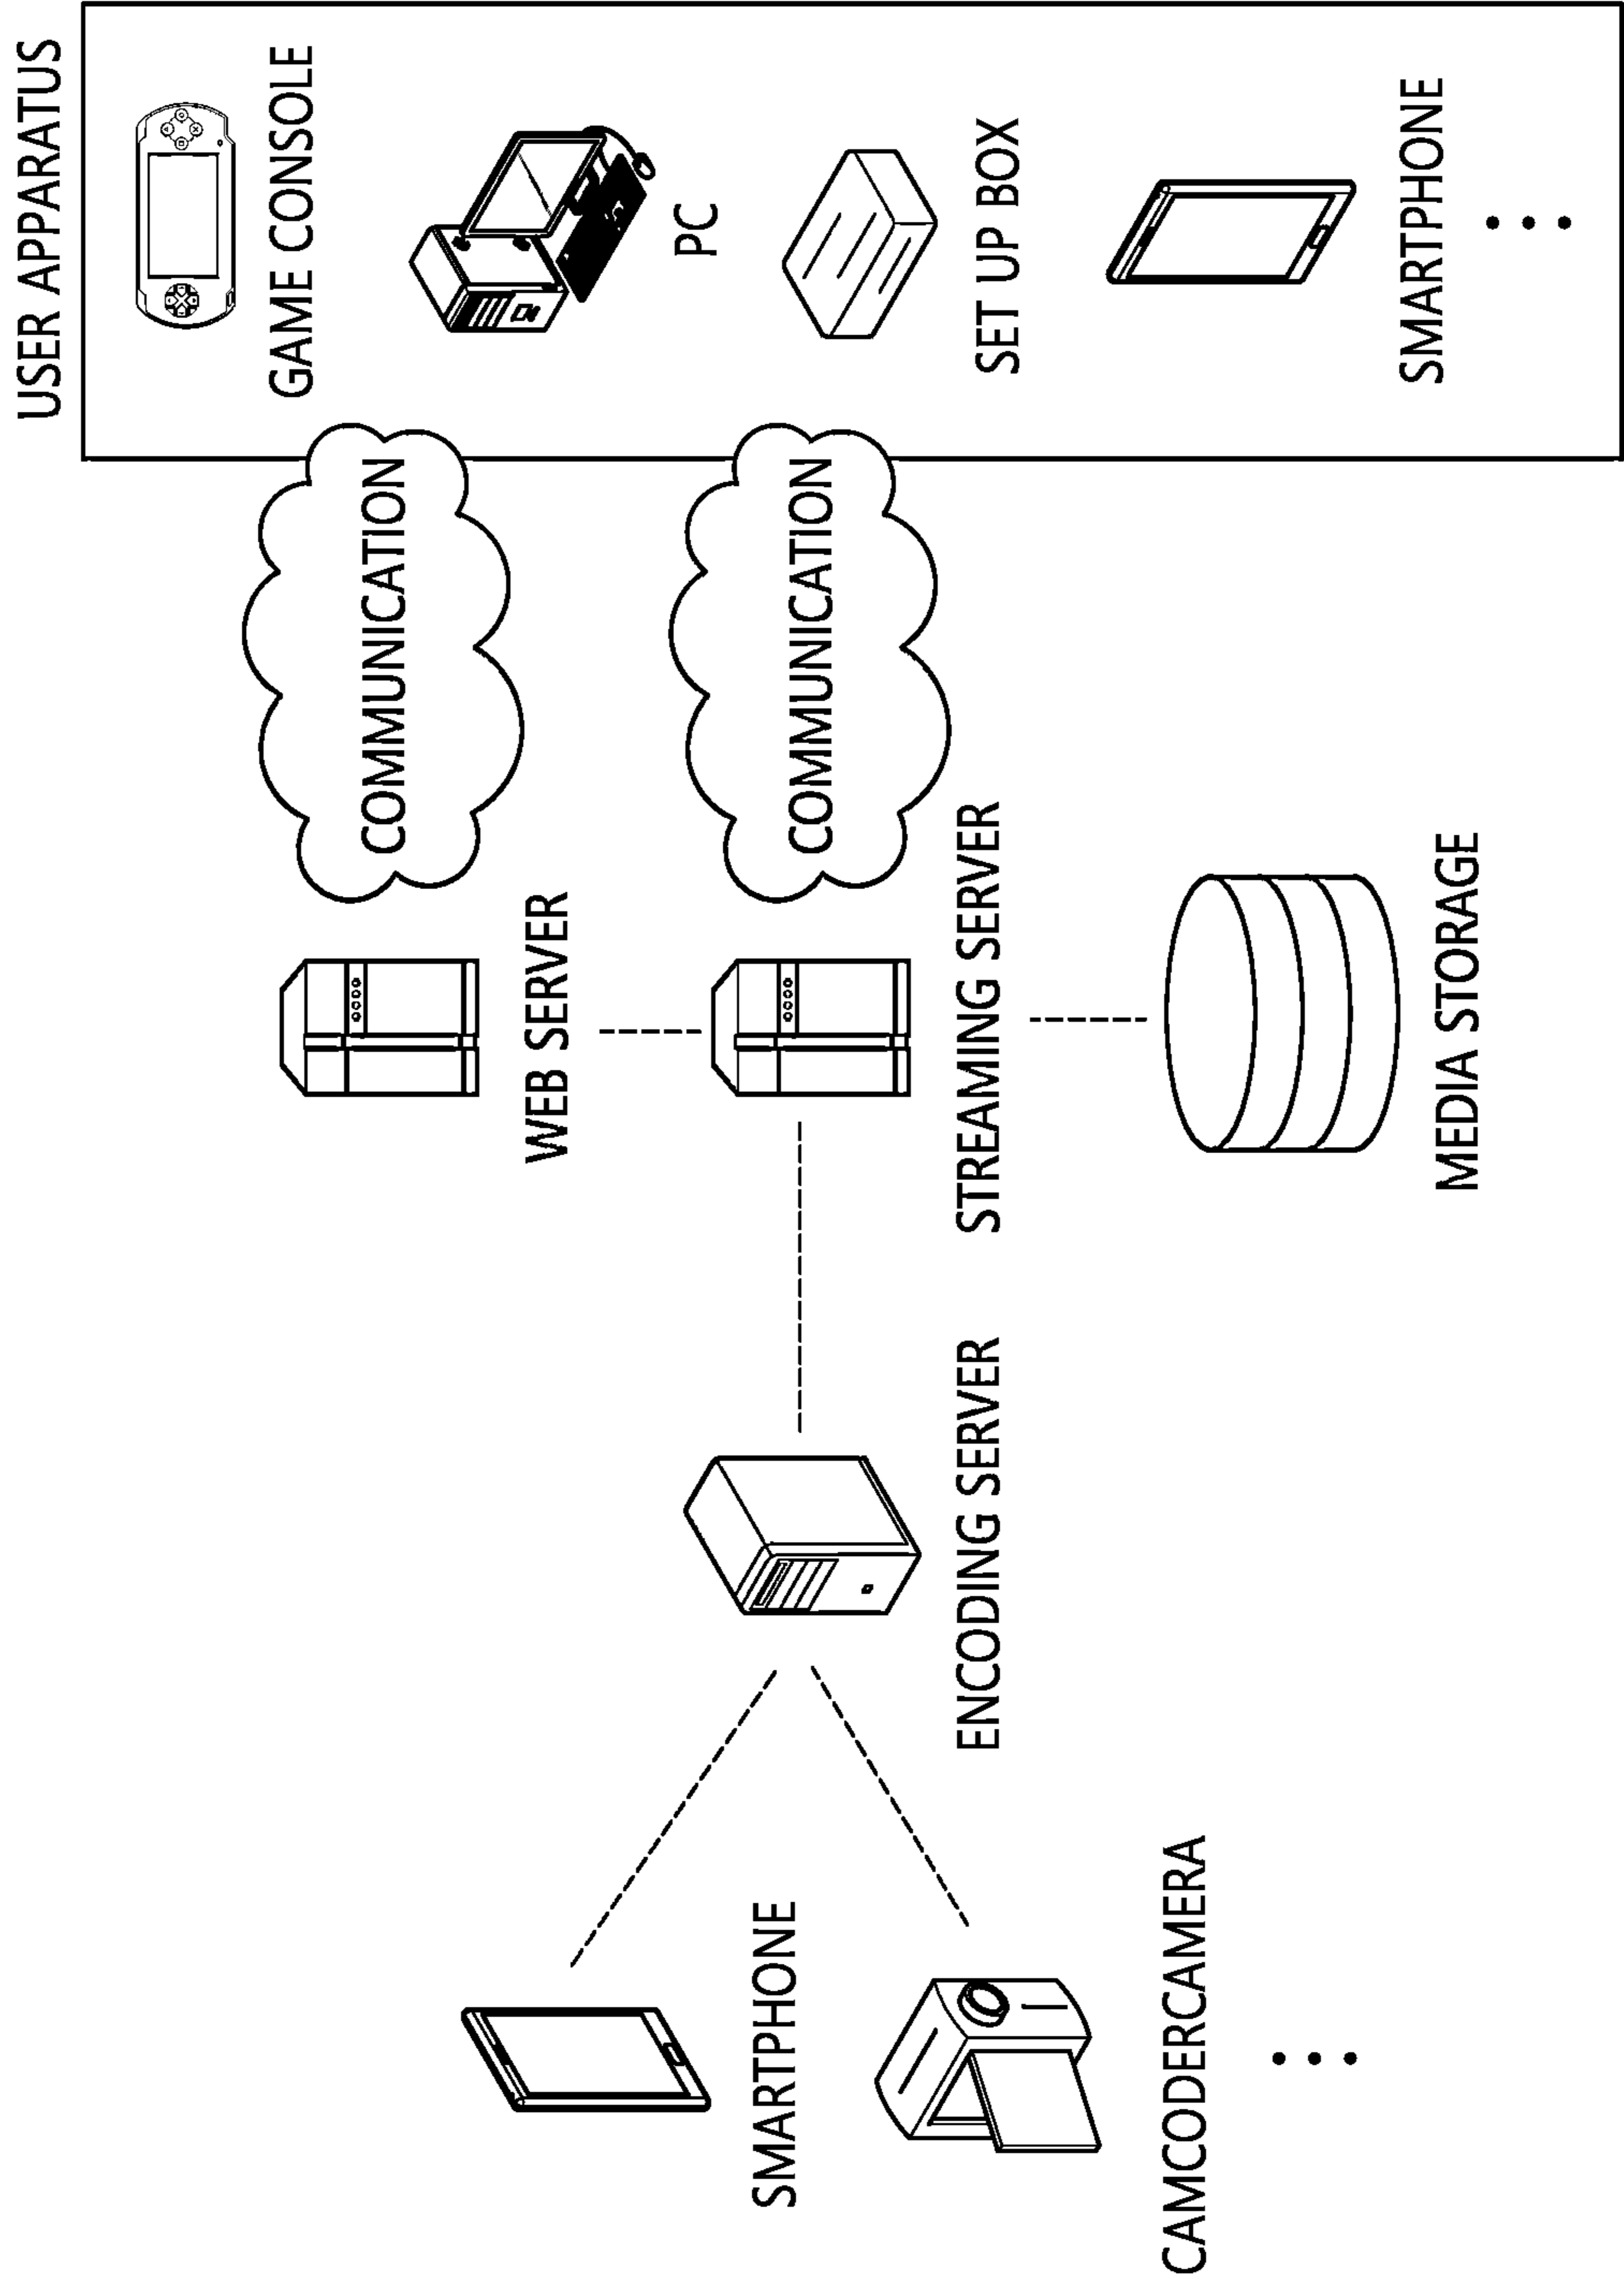 USER APPARATUS
GAME CONSOLE
PC
SET UP BOX
SMARTPHONE
COMMUNICATION
COMMUNICATION
WEB SERVER
STREAMING SERVER
MEDIA STORAGE
ENCODING SERVER
SMARTPHONE
CAMCODERCAMERA